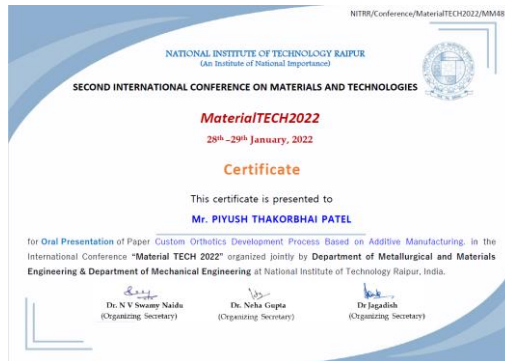 NITRR/Conference/MaterialTECH2022/MM48
NATIONAL INSTITUTE OF TECHNOLOGY RAIPUR
(An Institute of National Importance)
SECOND INTERNATIONAL CONFERENCE ON MATERIALS AND TECHNOLOGIES
MaterialTECH2022
28th –29th January, 2022
Certificate
This certificate is presented to
Mr. PIYUSH THAKORBHAI PATEL
for Oral Presentation of Paper Custom Orthotics Development Process Based on Additive Manufacturing. in the
International Conference “Material TECH 2022” organized jointly by Department of Metallurgical and Materials
Engineering & Department of Mechanical Engineering at National Institute of Technology Raipur, India.
Dr. N V Swamy Naidu
(Organizing Secretary)
Dr. Neha Gupta
(Organizing Secretary)
Dr Jagadish
(Organizing Secretary)